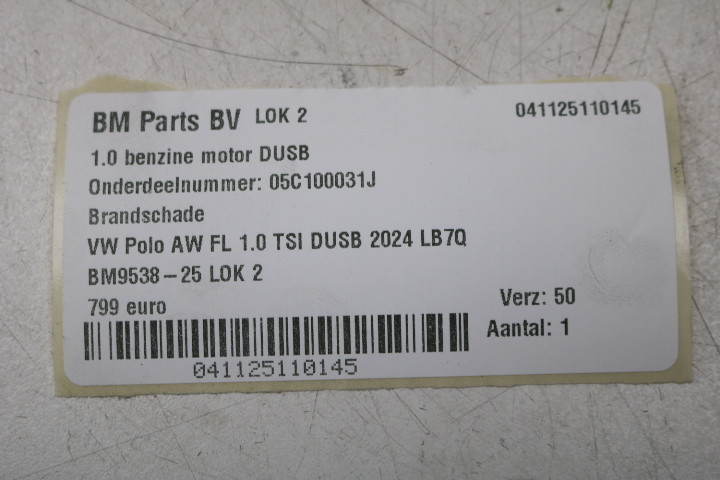 BM Parts BV LOK 2 041125110145
1.0 benzine motor DUSB
Onderdeelnummer: 05C100031J
Brandschade
VW Polo AW FL 1.0 TSI DUSB 2024 LB7Q
BM9538-25 LOK 2
799 euro Verz: 50
Aantal: 1
041125110145